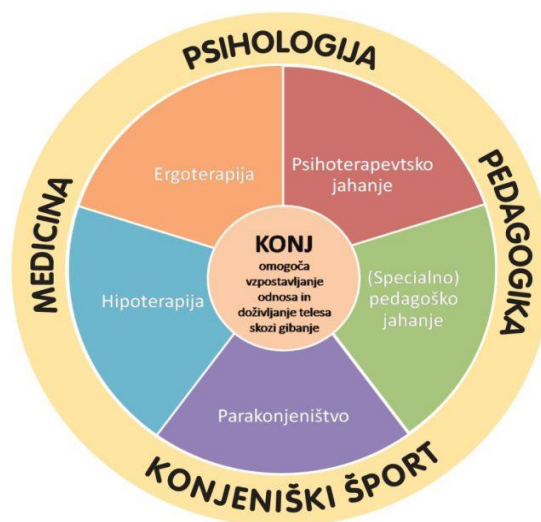 PSIHOLOGIJA
PEDAGOGIKA
KONJENIŠKI ŠPORT
MEDICINA
Ergoterapija
Psihoterapevtsko
jahanje
(Specialno)
pedagoško
jahanje
Parakonjeništvo
Hipoterapija
KONJ
omogoča
vzpostavljanje
odnosa in
doživljanje telesa
skozi gibanje